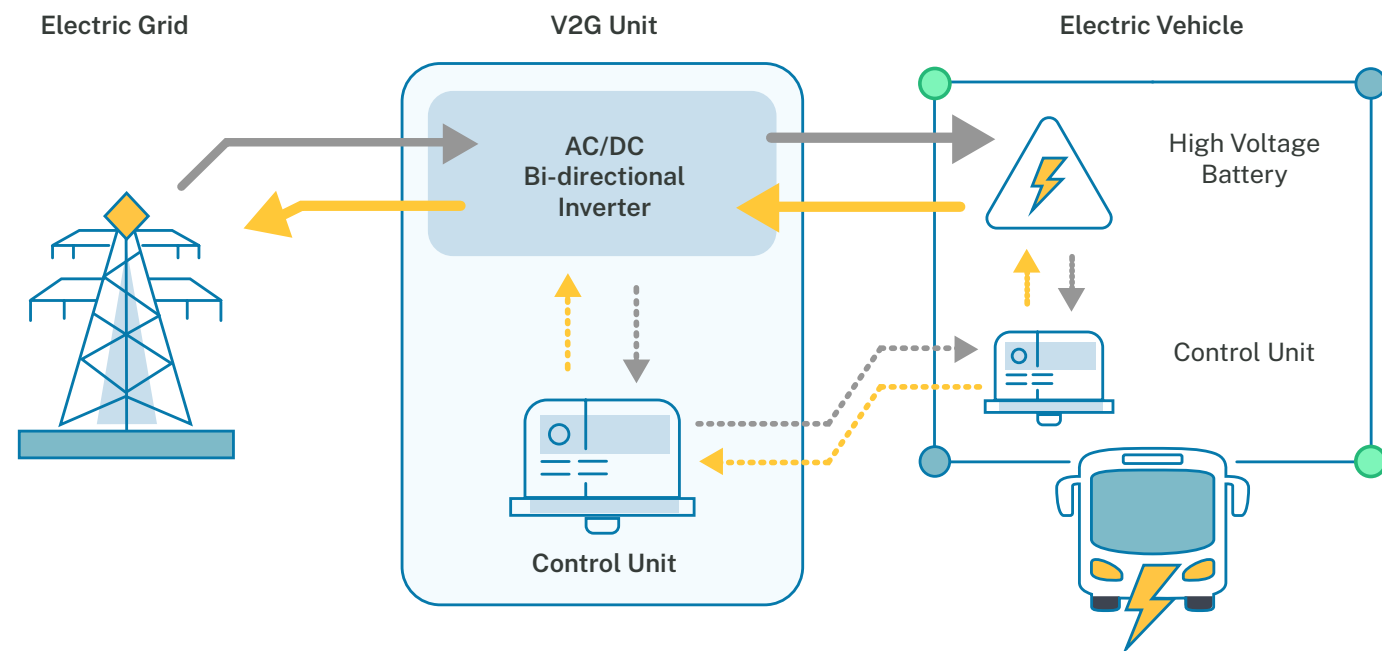 Electric Grid
V2G Unit
Electric Vehicle
AC/DC
Bi-directional
Inverter
High Voltage
Battery
Control Unit
Control Unit